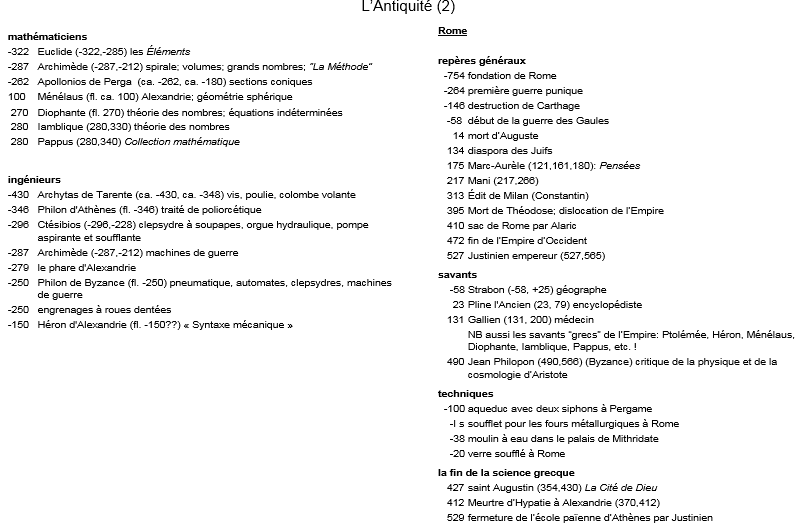 L'Antiquité (2)
mathématiciens
-322 Euclide (-322,-285) les Éléments
-287 Archimède (-287,-212) spirale; volumes; grands nombres; "La Méthode"
-262 Apollonios de Perga (ca. -262, ca. -180) sections coniques
100 Ménélaus (fl. ca. 100) Alexandrie; géométrie sphérique
270 Diophante (fl. 270) théorie des nombres; équations indéterminées
280 Iamblique (280,330) théorie des nombres
280 Pappus (280,340) Collection mathématique
ingénieurs
-430 Archytas de Tarente (ca. -430, ca. -348) vis, poulie, colombe volante
-346 Philon d'Athènes (fl. -346) traité de poliorcétique
-296 Ctésibios (-296,-228) clepsydre à soupapes, orgue hydraulique, pompe
aspirante et soufflante
-287 Archimède (-287,-212) machines de guerre
-279 le phare d'Alexandrie
-250 Philon de Byzance (fl. -250) pneumatique, automates, clepsydres, machines
de guerre
-250 engrenages à roues dentées
-150 Héron d'Alexandrie (fl. -150??) « Syntaxe mécanique »
Rome
repères généraux
-754 fondation de Rome
-264 première guerre punique
-146 destruction de Carthage
-58 début de la guerre des Gaules
14 mort d'Auguste
134 diaspora des Juifs
175 Marc-Aurèle (121,161,180): Pensées
217 Mani (217,266)
313 Édit de Milan (Constantin)
395 Mort de Théodose; dislocation de l'Empire
410 sac de Rome par Alaric
472 fin de l'Empire d'Occident
527 Justinien empereur (527,565)
savants
-58 Strabon (-58, +25) géographe
23 Pline l'Ancien (23, 79) encyclopédiste
131 Gallien (131, 200) médecin
NB aussi les savants "grecs" de l'Empire: Ptolémée, Héron, Ménélaus,
Diophante, Iamblique, Pappus, etc. !
490 Jean Philopon (490,566) (Byzance) critique de la physique et de la
cosmologie d'Aristote
techniques
-100 aqueduc avec deux siphons à Pergame
-I s soufflet pour les fours métallurgiques à Rome
-38 moulin à eau dans le palais de Mithridate
-20 verre soufflé à Rome
la fin de la science grecque
427 saint Augustin (354,430) La Cité de Dieu
412 Meurtre d'Hypatie à Alexandrie (370,412)
529 fermeture de l'école païenne d'Athènes par Justinien